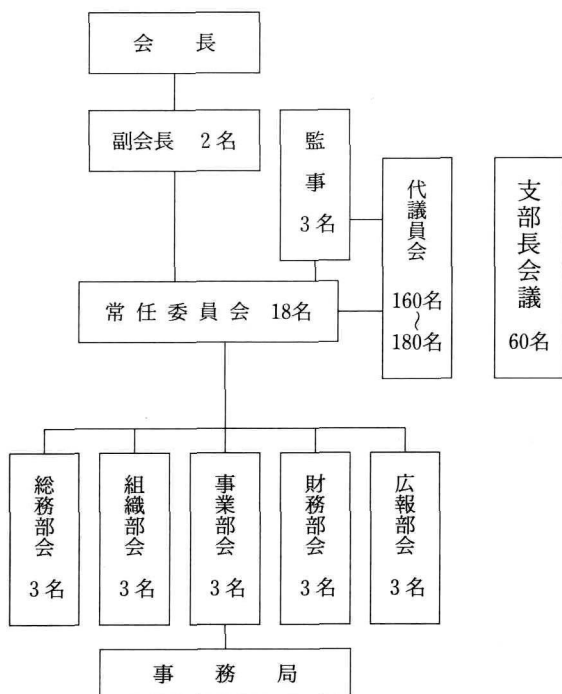 会長
副会長 2名
監事 3名
代議員会 160名～180名
支部長会議 60名
常任委員会 18名
総務部会 3名
組織部会 3名
事業部会 3名
財務部会 3名
広報部会 3名
事務局